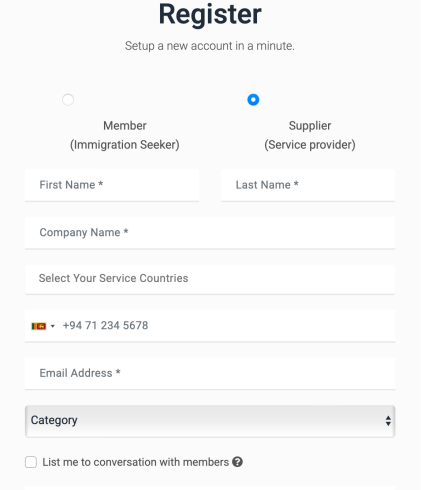 Register
Setup a new account in a minute.
Member
(Immigration Seeker)
Supplier
(Service provider)
First Name *
Last Name *
Company Name *
Select Your Service Countries
+94 71 234 5678
Email Address *
Category
List me to conversation with members ?